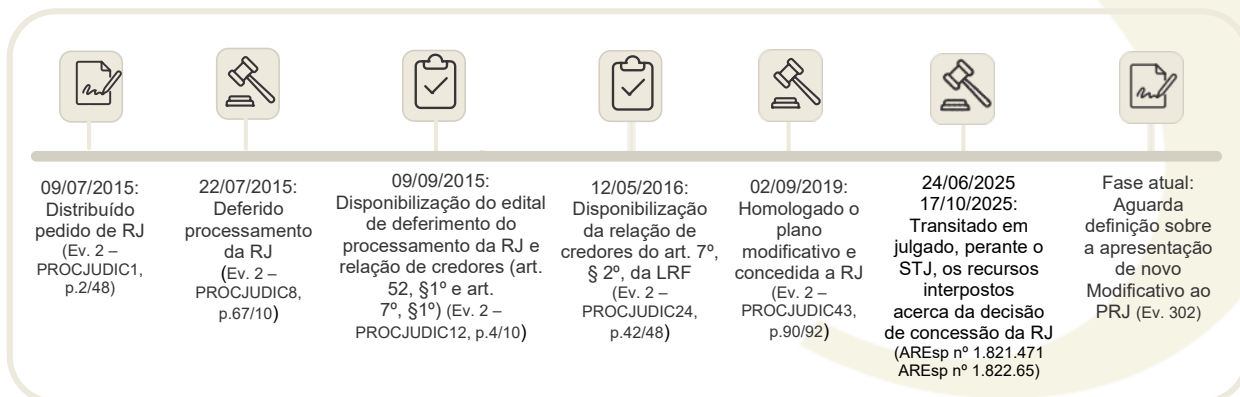 09/07/2015:
Distribuído
pedido de RJ
(Ev. 2 –
PROCJUDIC1,
p.2/48)
22/07/2015:
Deferido
processamento
da RJ
(Ev. 2 –
PROCJUDIC8,
p.67/10)
09/09/2015:
Disponibilização do edital
de deferimento do
processamento da RJ e
relação de credores (art.
52, §1º e art.
7º, §1º) (Ev. 2 –
PROCJUDIC12, p.4/10)
12/05/2016:
Disponibilização
da relação de
credores do art. 7º,
§ 2º, da LRF
(Ev. 2 –
PROCJUDIC24,
p.42/48)
02/09/2019:
Homologado o
plano
modificativo e
concedida a RJ
(Ev. 2 –
PROCJUDIC43,
p.90/92)
24/06/2025
17/10/2025:
Transitado em
julgado, perante o
STJ, os recursos
interpostos
acerca da decisão
de concessão da RJ
(AREsp nº 1.821.471
AREsp nº 1.822.65)
Fase atual:
Aguarda
definição sobre
a apresentação
de novo
Modificativo ao
PRJ (Ev. 302)